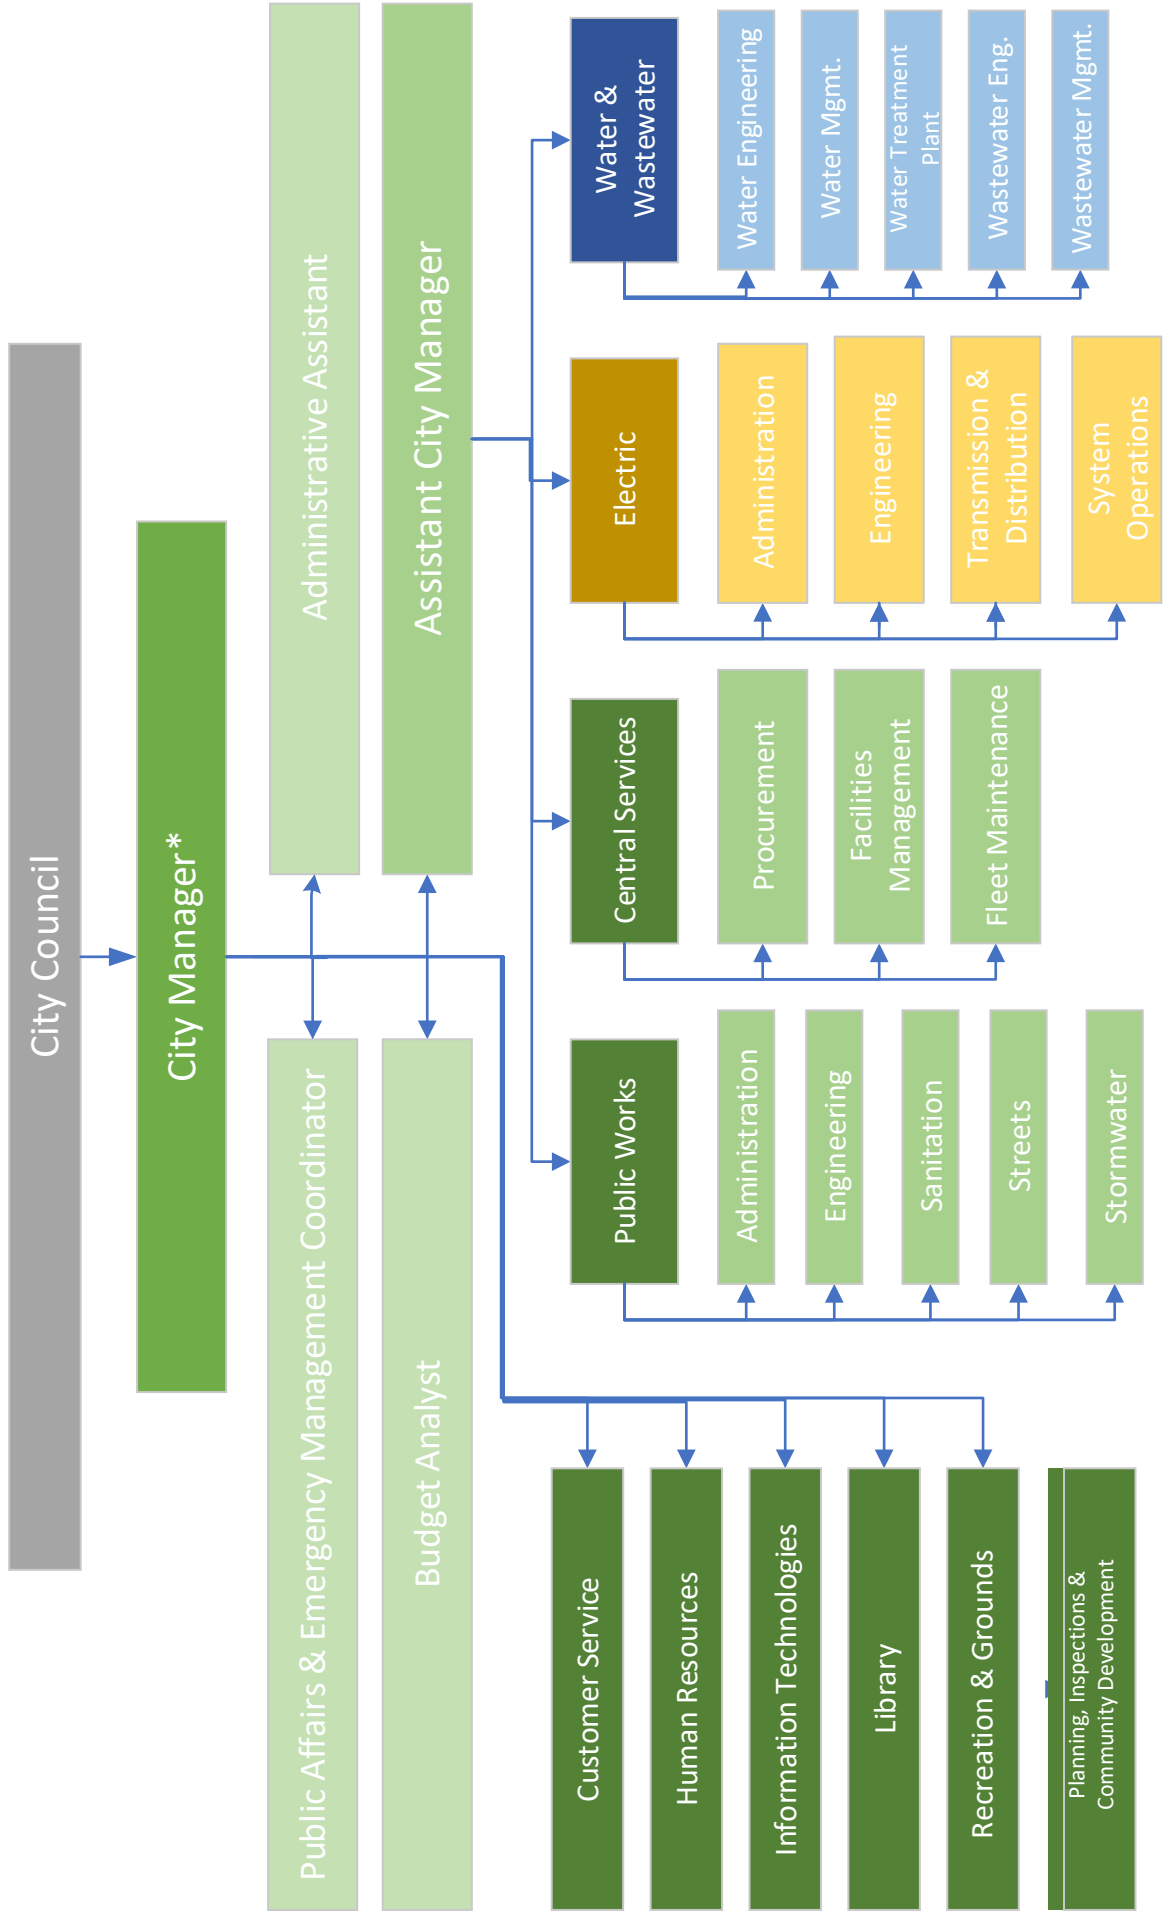 City Council
City Manager*
Public Affairs & Emergency Management Coordinator
Administrative Assistant
Budget Analyst
Assistant City Manager
Customer Service
Human Resources
Information Technologies
Library
Recreation & Grounds
Planning, Inspections &
Community Development
Public Works
Administration
Engineering
Sanitation
Streets
Stormwater
Central Services
Procurement
Facilities
Management
Fleet Maintenance
Electric
Administration
Engineering
Transmission &
Distribution
System
Operations
Water &
Wastewater
Water Engineering
Water Mgmt.
Water Treatment
Plant
Wastewater Eng.
Wastewater Mgmt.